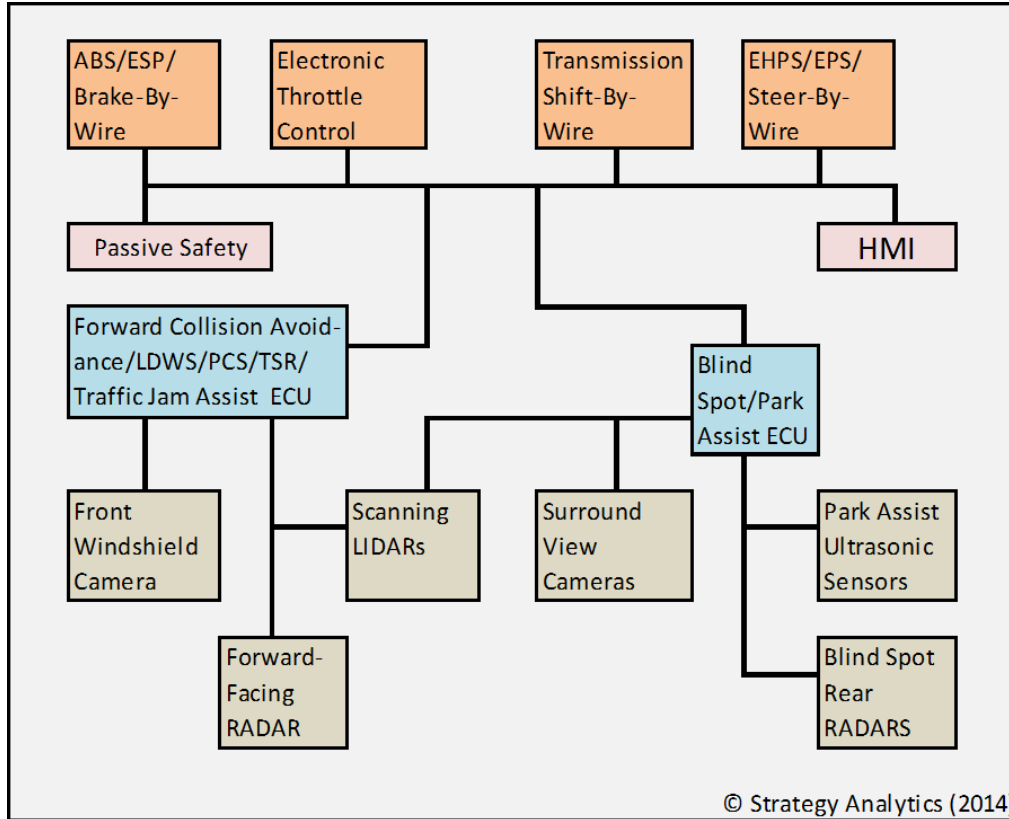 ABS/ESP/
Brake-By-
Wire
Electronic
Throttle
Control
Transmission
Shift-By-
Wire
EHPS/EPS/
Steer-By-
Wire
Passive Safety
HMI
Forward Collision Avoid-
ance/LDWS/PCS/TSR/
Traffic Jam Assist ECU
Blind
Spot/Park
Assist ECU
Front
Windshield
Camera
Scanning
LIDARs
Surround
View
Cameras
Park Assist
Ultrasonic
Sensors
Forward-
Facing
RADAR
Blind Spot
Rear
RADARS
© Strategy Analytics (2014)